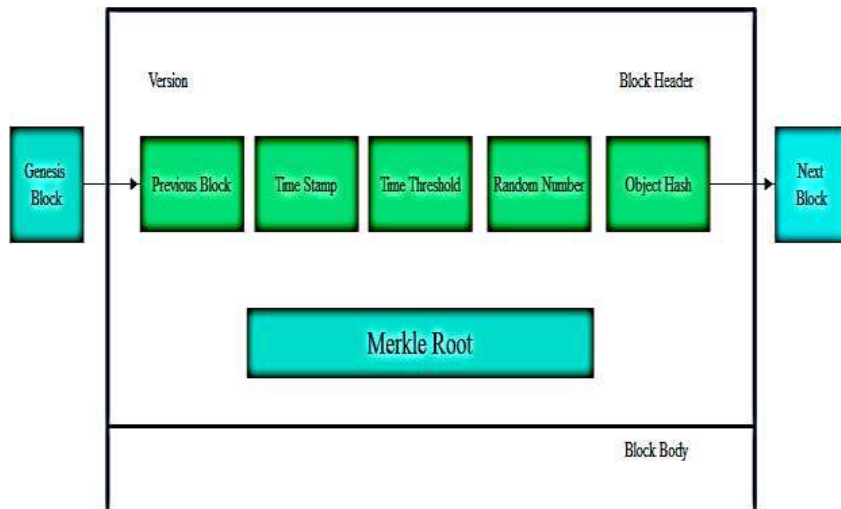 Version
Block Header
Genesis
Block
Previous Block
Time Stamp
Time Threshold
Random Number
Object Hash
Next
Block
Merkle Root
Block Body